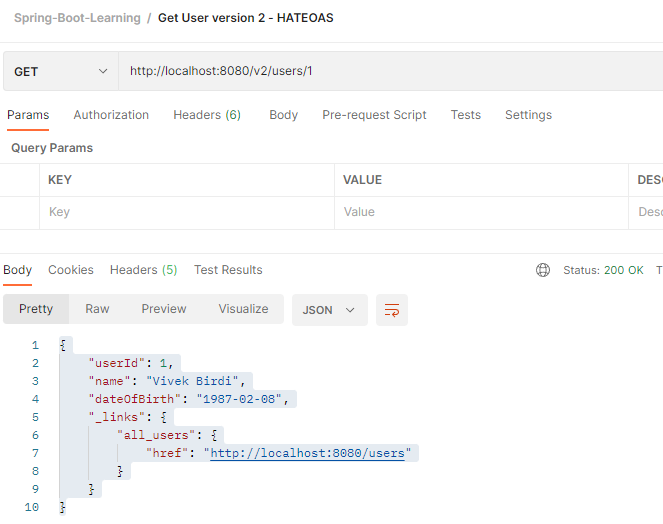 Spring-Boot-Learning / Get User version 2 - HATEOAS
GET http://localhost:8080/v2/users/1
Params Authorization Headers (6) Body Pre-request Script Tests Settings
Query Params
KEY VALUE DESC
Key Value Desc
Body Cookies Headers (5) Test Results Status: 200 OK T
Pretty Raw Preview Visualize JSON
1 {
2 "userId": 1,
3 "name": "Vivek Birdi",
4 "dateOfBirth": "1987-02-08",
5 "_links": {
6 "all_users": {
7 "href": "http://localhost:8080/users"
8 }
9 }
10 }